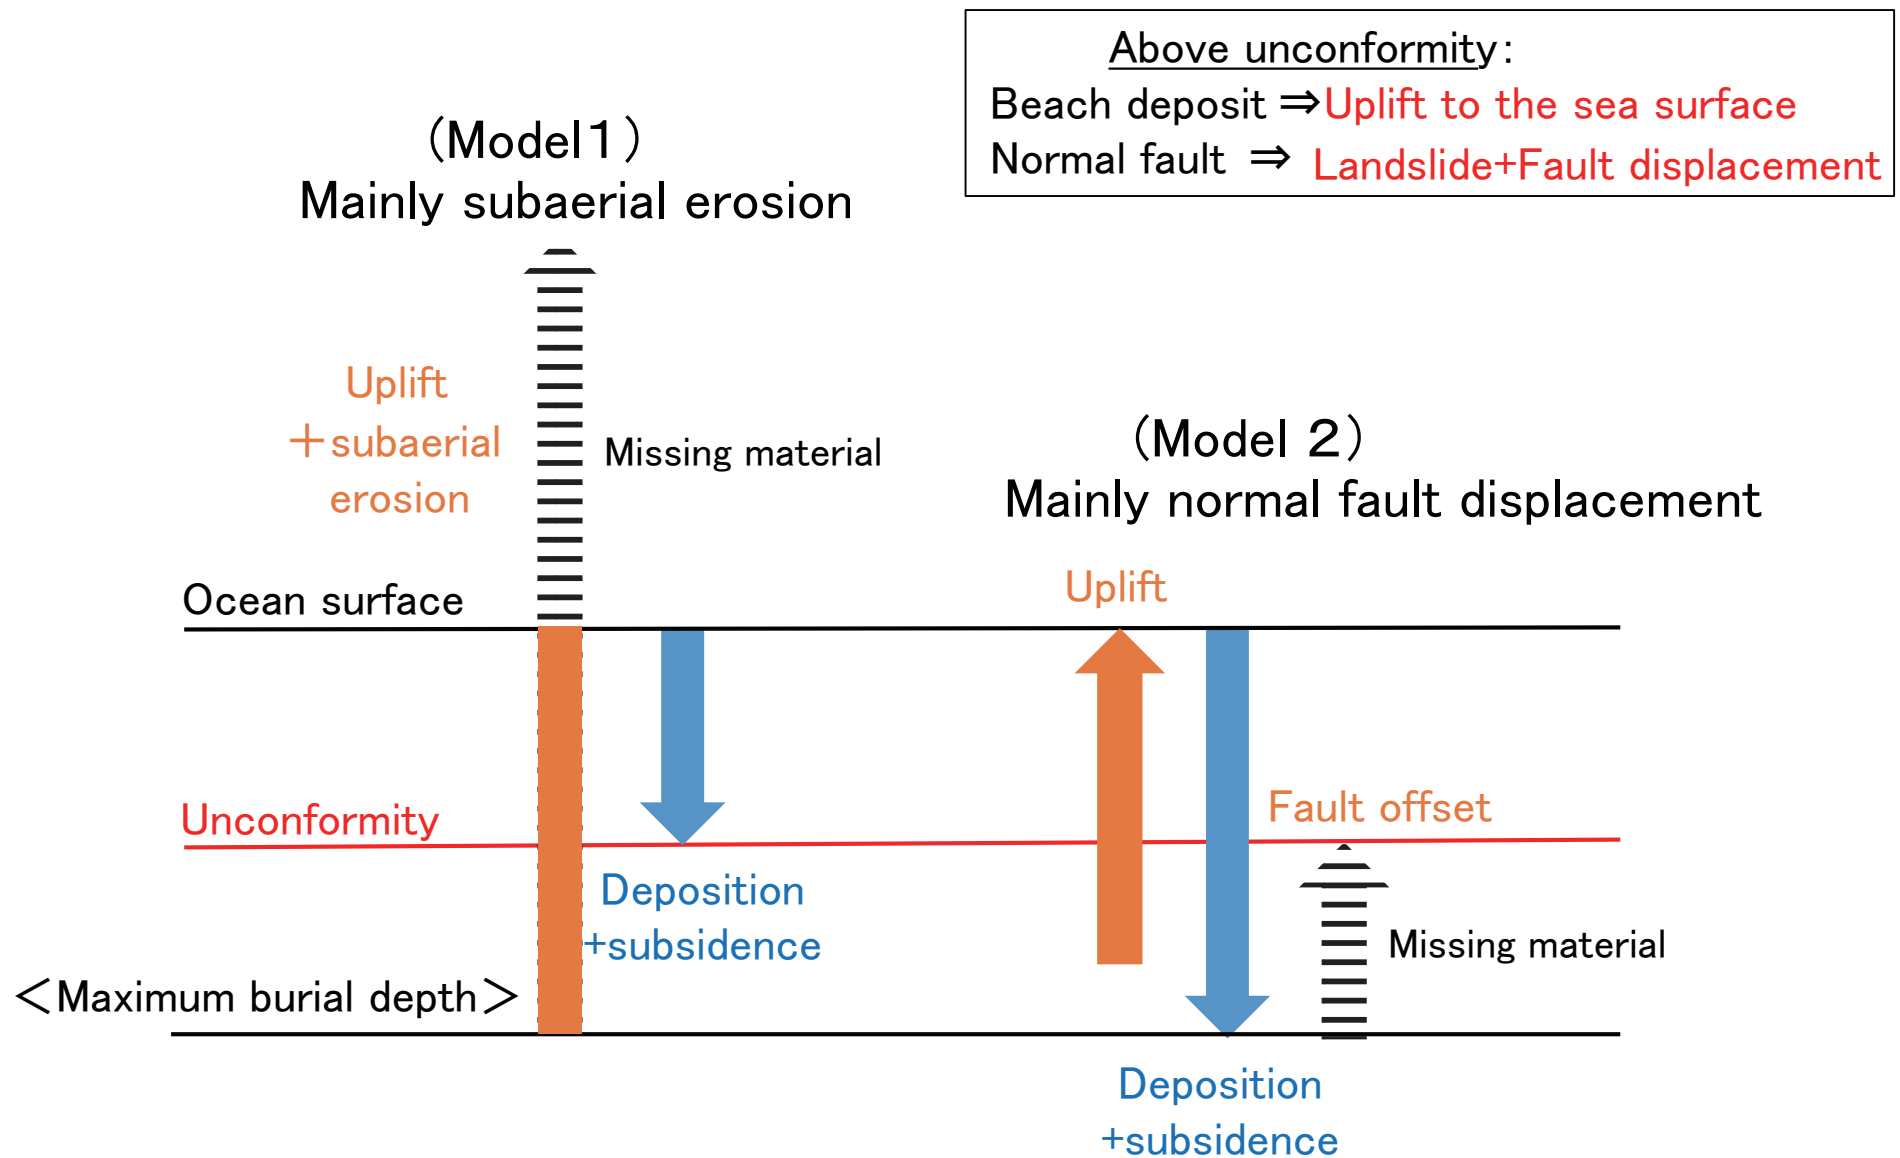 Above unconformity:
Beach deposit ⇒Uplift to the sea surface
Normal fault ⇒ Landslide+Fault displacement
(Model1)
Mainly subaerial erosion
Uplift
+subaerial
erosion
Missing material
(Model 2)
Mainly normal fault displacement
Ocean surface
Uplift
Unconformity
Fault offset
Deposition
+subsidence
Missing material
<Maximum burial depth>
Deposition
+subsidence